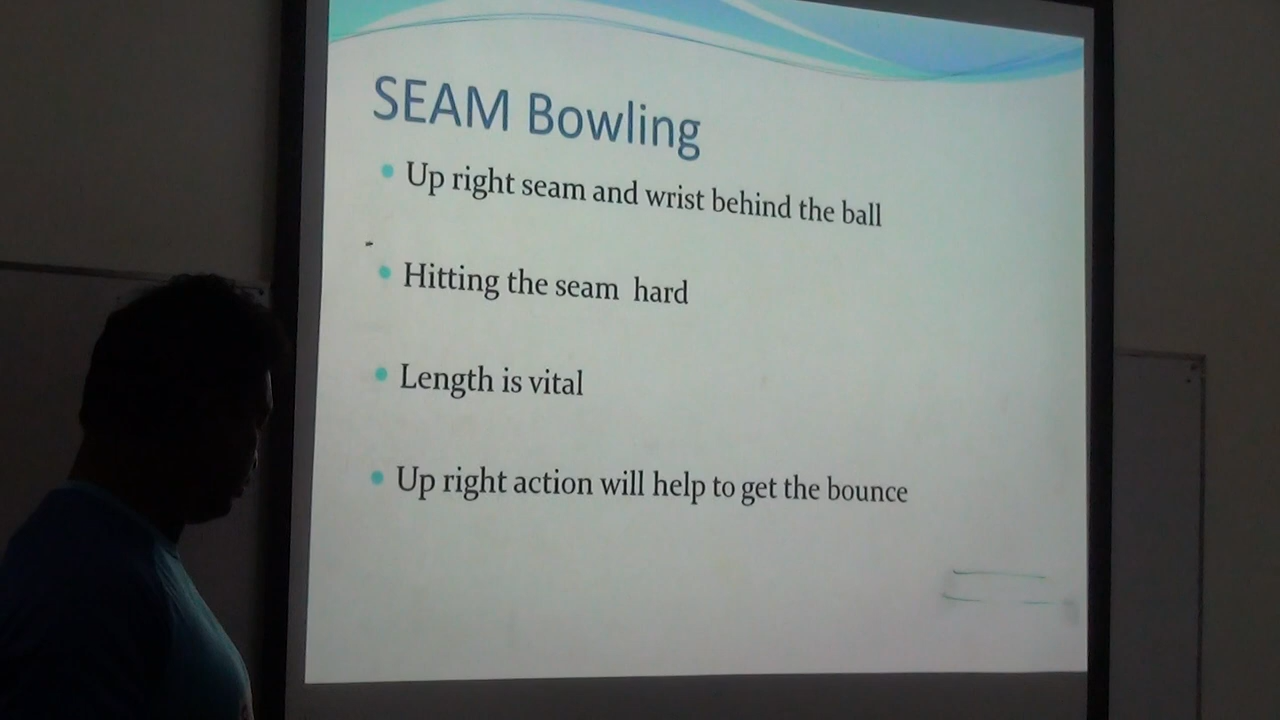 SEAM Bowling
Up right seam and wrist behind the ball
Hitting the seam  hard
Length is vital
Up right action will help to get the bounce